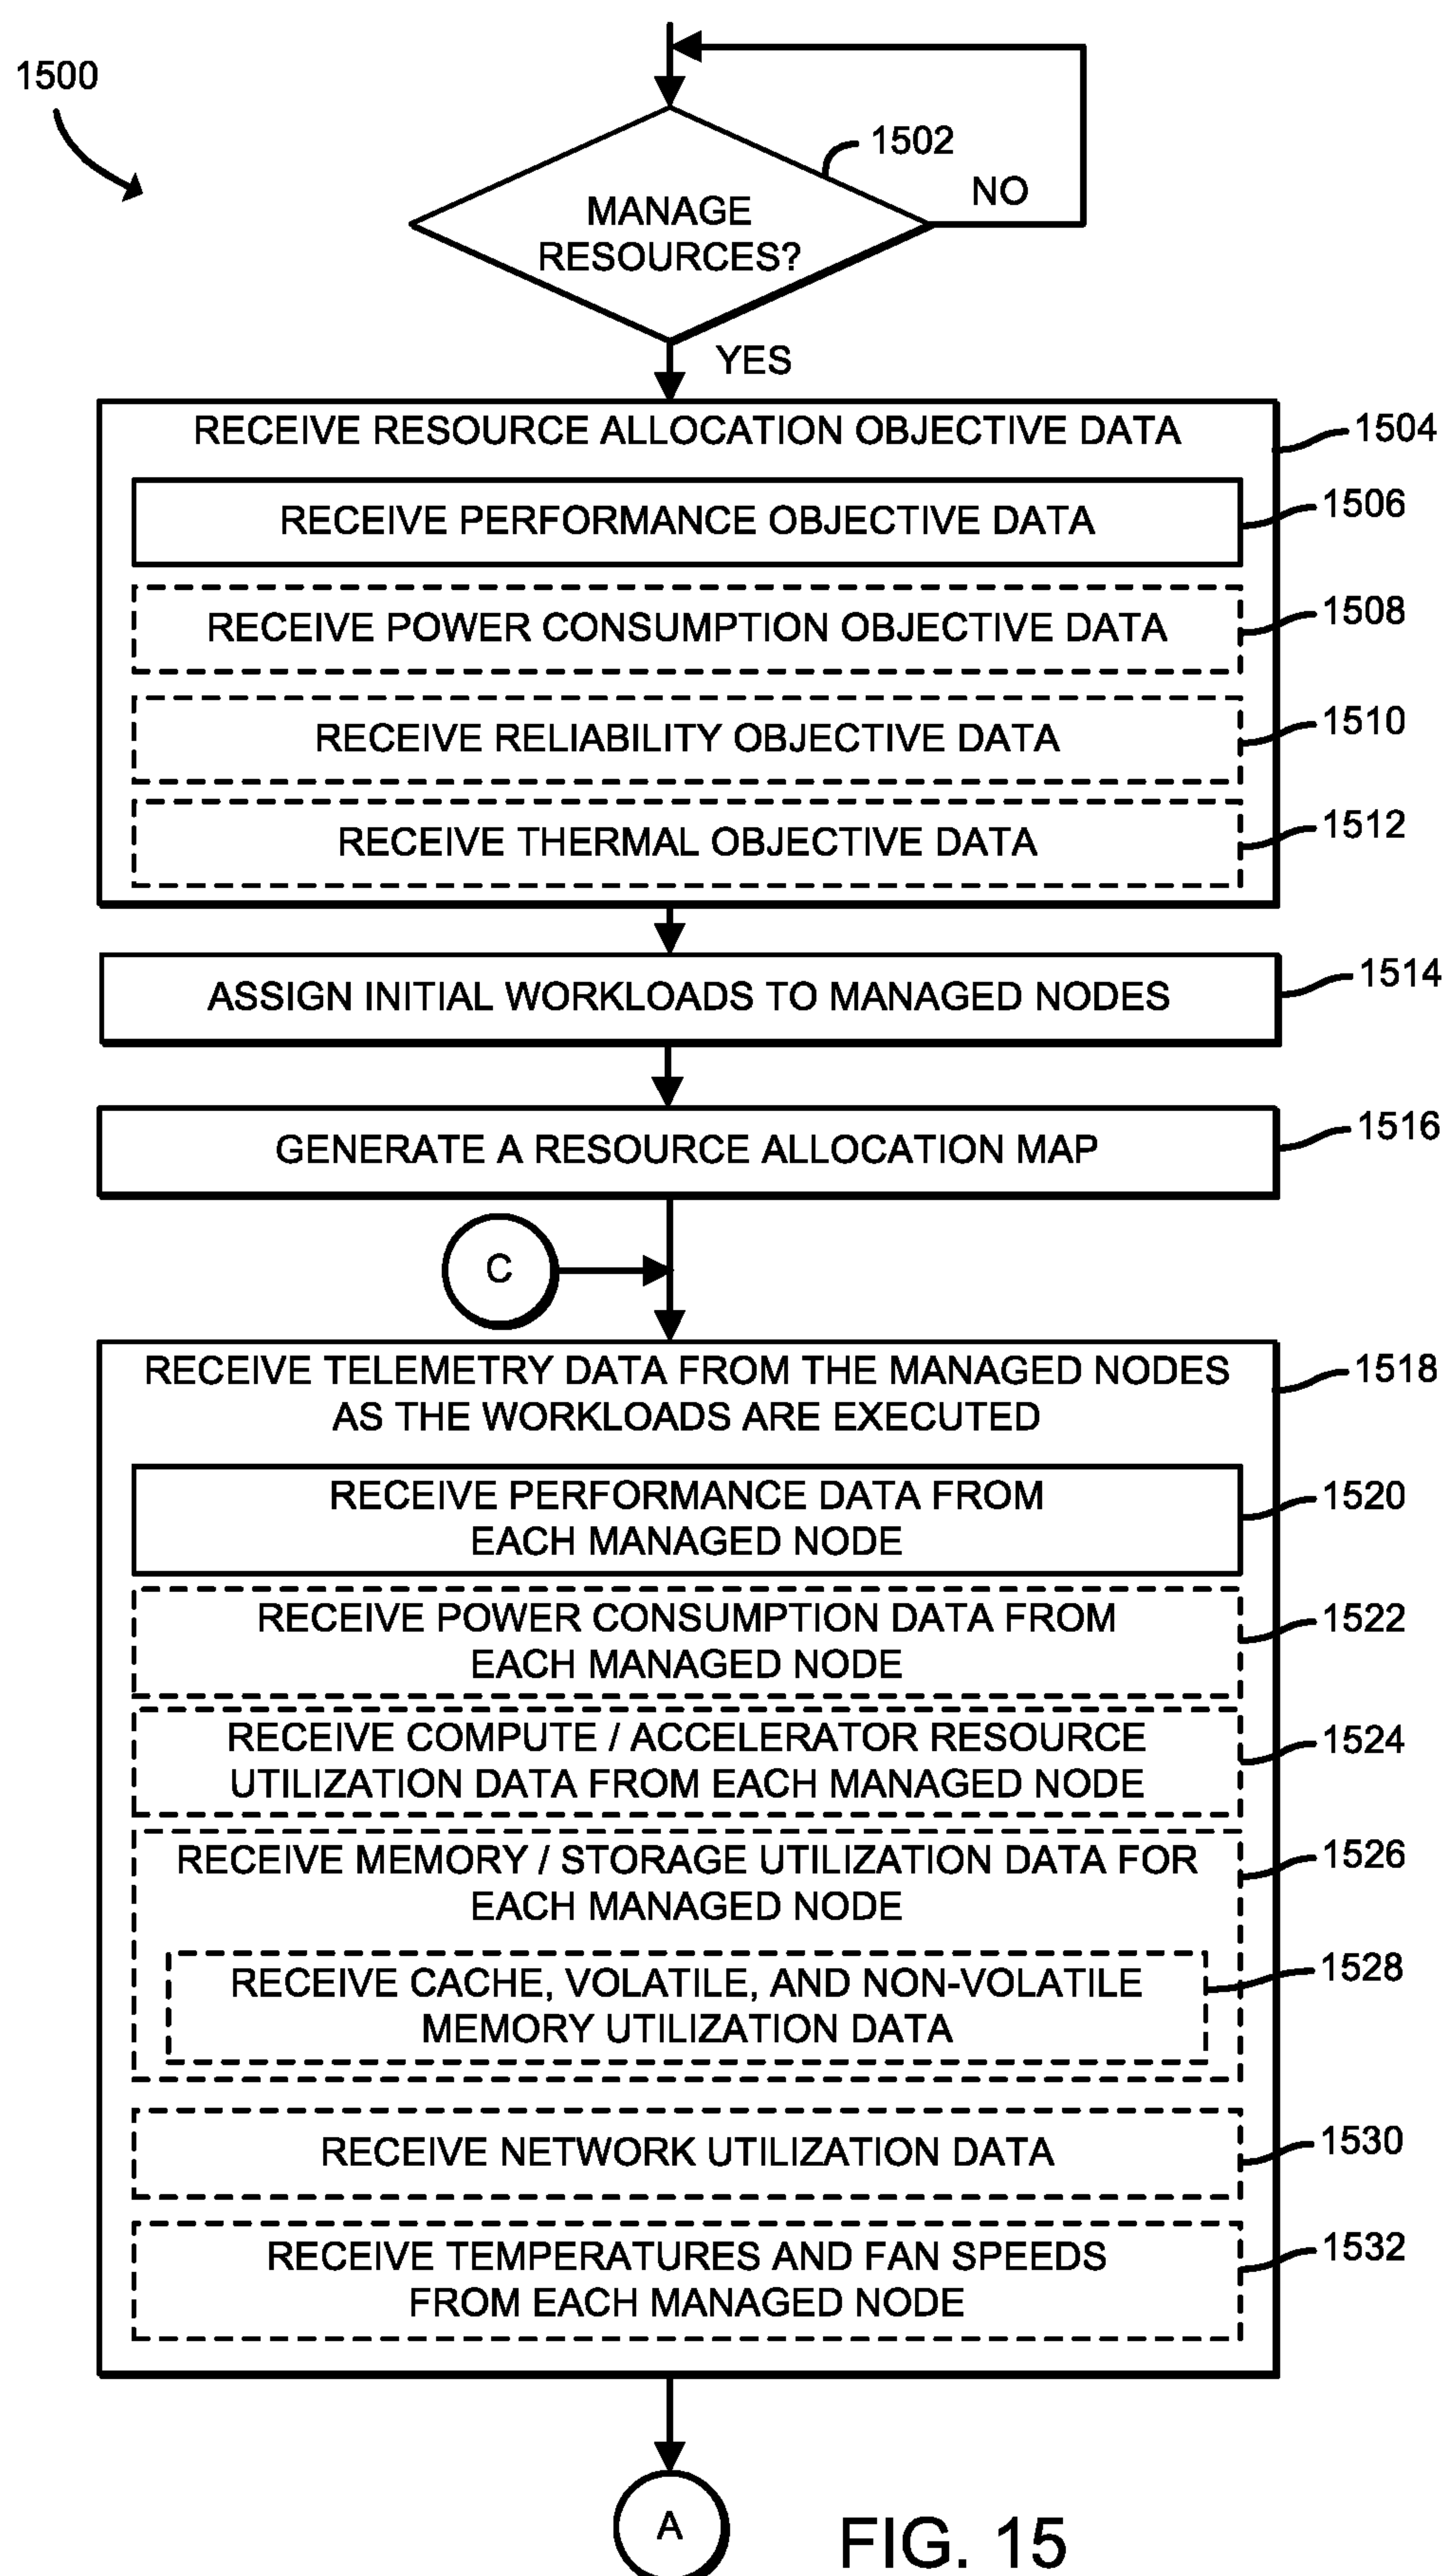 1500
1502
MANAGE
RESOURCES?
NO
YES
RECEIVE RESOURCE ALLOCATION OBJECTIVE DATA
1504
RECEIVE PERFORMANCE OBJECTIVE DATA
1506
RECEIVE POWER CONSUMPTION OBJECTIVE DATA
1508
RECEIVE RELIABILITY OBJECTIVE DATA
1510
RECEIVE THERMAL OBJECTIVE DATA
1512
ASSIGN INITIAL WORKLOADS TO MANAGED NODES
1514
GENERATE A RESOURCE ALLOCATION MAP
1516
C
RECEIVE TELEMETRY DATA FROM THE MANAGED NODES
AS THE WORKLOADS ARE EXECUTED
1518
RECEIVE PERFORMANCE DATA FROM
EACH MANAGED NODE
1520
RECEIVE POWER CONSUMPTION DATA FROM
EACH MANAGED NODE
1522
RECEIVE COMPUTE / ACCELERATOR RESOURCE
UTILIZATION DATA FROM EACH MANAGED NODE
1524
RECEIVE MEMORY / STORAGE UTILIZATION DATA FOR
EACH MANAGED NODE
1526
RECEIVE CACHE, VOLATILE, AND NON-VOLATILE
MEMORY UTILIZATION DATA
1528
RECEIVE NETWORK UTILIZATION DATA
1530
RECEIVE TEMPERATURES AND FAN SPEEDS
FROM EACH MANAGED NODE
1532
A
FIG. 15